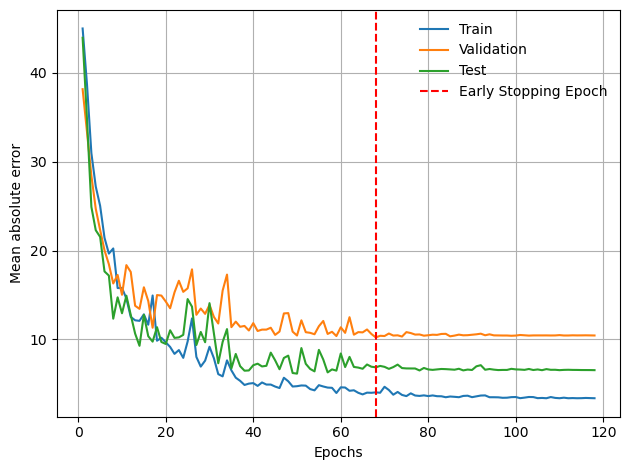 Train
Validation
Test
Early Stopping Epoch
Mean absolute error
40
30
20
10
0 20 40 60 80 100 120
Epochs